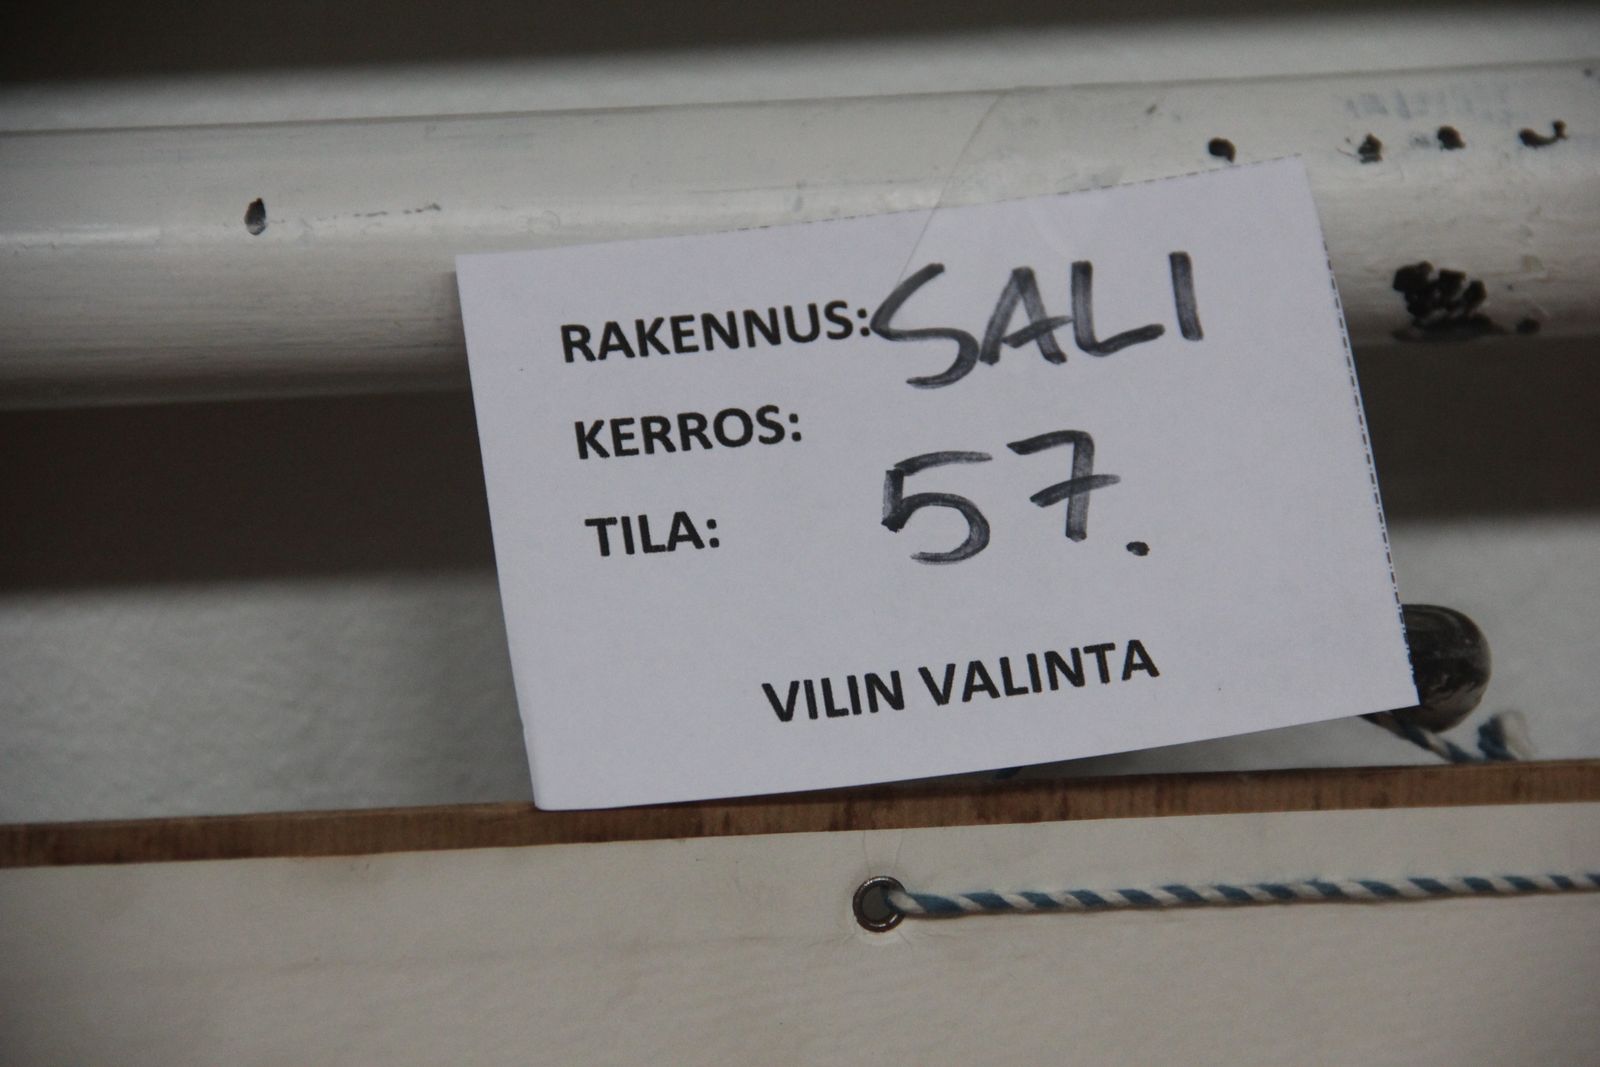 RAKENNUS: SALI
KERROS:
57.
TILA:
VILIN VALINTA